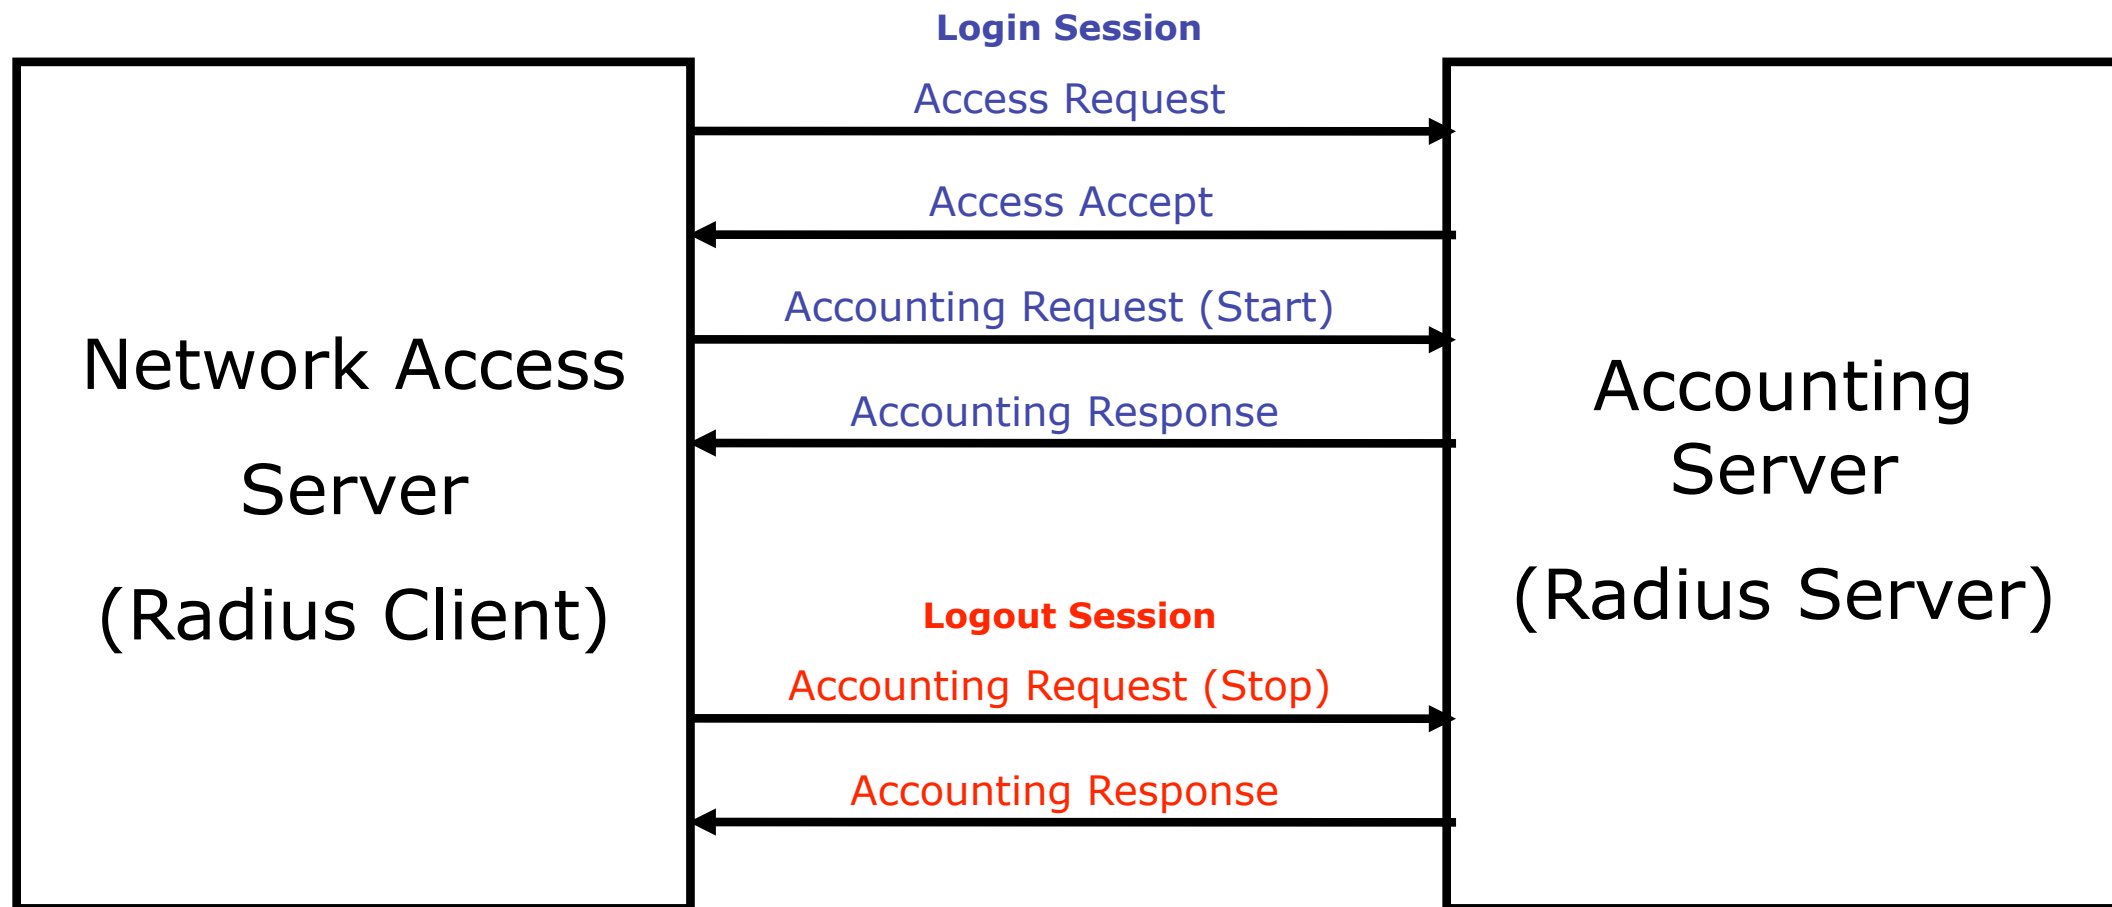 Login Session
Access Request
Access Accept
Accounting Request (Start)
Accounting Response
Network Access
Server
(Radius Client)
Accounting
Server
(Radius Server)
Logout Session
Accounting Request (Stop)
Accounting Response